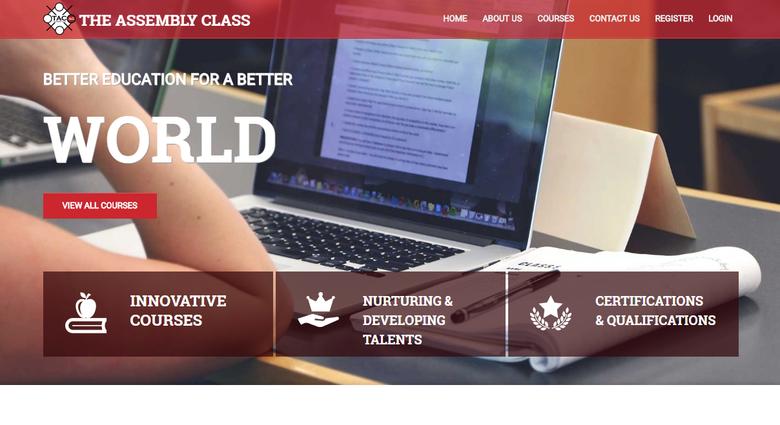 TAC
THE ASSEMBLY CLASS
HOME ABOUT US COURSES CONTACT US REGISTER LOGIN
BETTER EDUCATION FOR A BETTER
WORLD
VIEW ALL COURSES
INNOVATIVE
COURSES
NURTURING &
DEVELOPING
TALENTS
CERTIFICATIONS
& QUALIFICATIONS